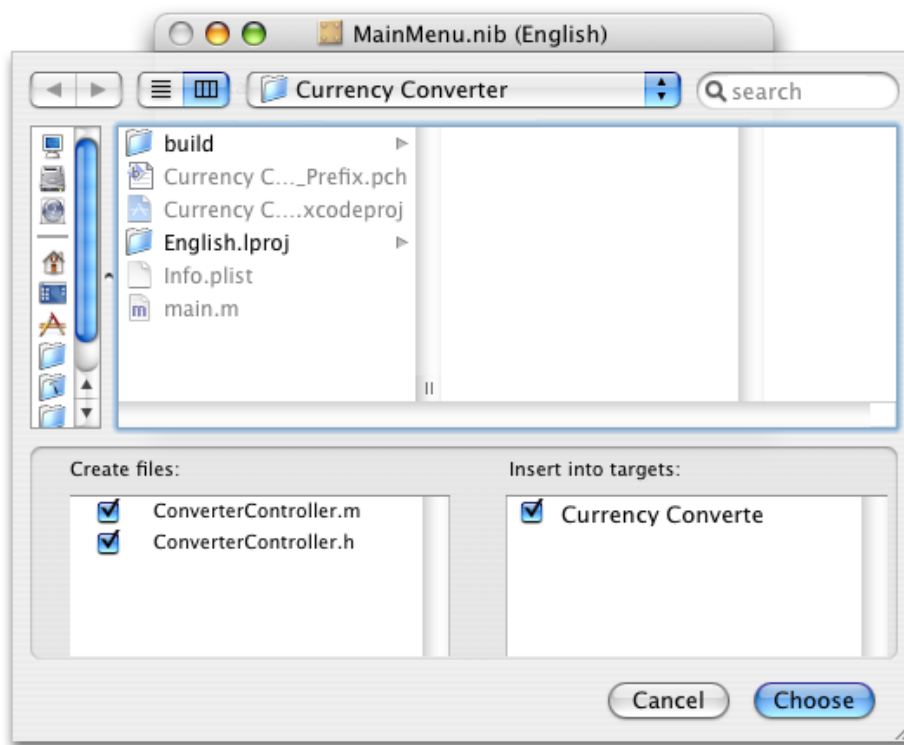 MainMenu.nib (English)
Currency Converter
search
build
Currency C..._Prefix.pch
Currency C....xcodeproj
English.lproj
Info.plist
m main.m
Create files:
Insert into targets:
ConverterController.m
Currency Converte
ConverterController.h
Cancel
Choose